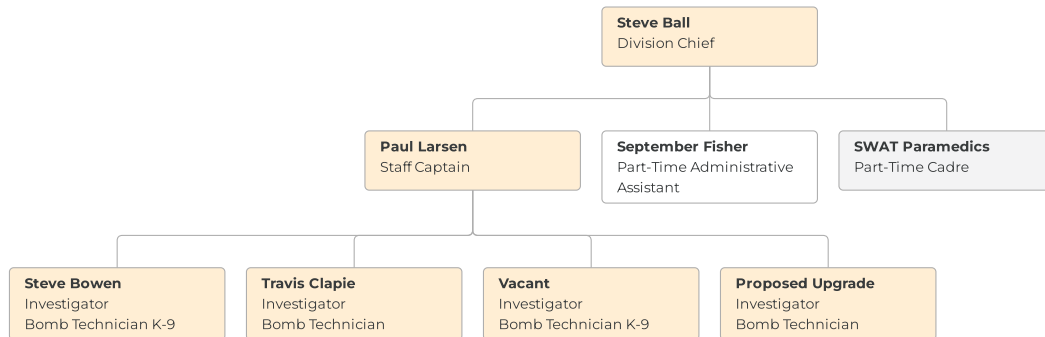 Steve Ball
Division Chief
Paul Larsen
Staff Captain
September Fisher
Part-Time Administrative
Assistant
SWAT Paramedics
Part-Time Cadre
Steve Bowen
Investigator
Bomb Technician K-9
Travis Clapie
Investigator
Bomb Technician
Vacant
Investigator
Bomb Technician K-9
Proposed Upgrade
Investigator
Bomb Technician